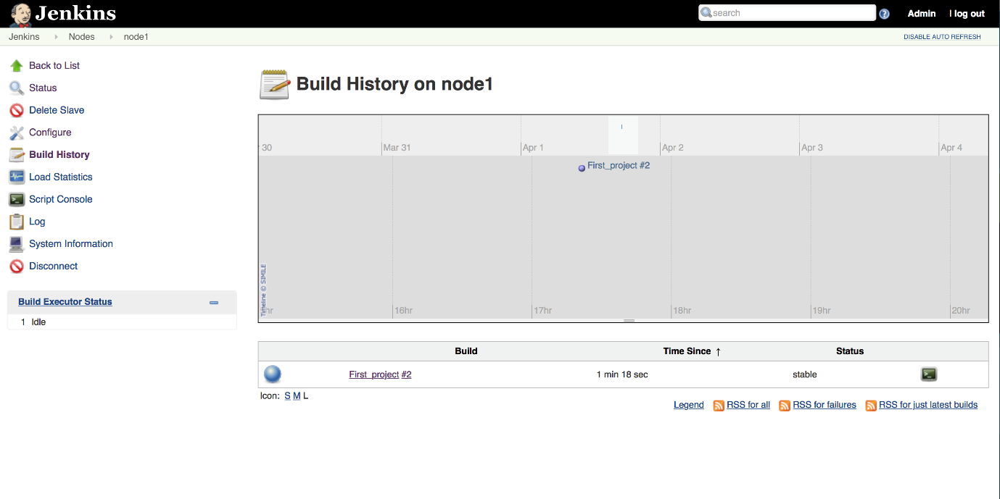 Jenkins
search
? Admin | log out
Jenkins Nodes node1
DISABLE AUTO REFRESH
Back to List
Status
Delete Slave
Configure
Build History
Load Statistics
Script Console
Log
System Information
Disconnect
Build Executor Status
1 Idle
Build History on node1
30 Mar 31 Apr 1 Apr 2 Apr 3 Apr 4
First_project #2
Timeline © SIMILE
16hr 17hr 18hr 19hr 20hr
Build Time Since ↑ Status
First_project #2 1 min 18 sec stable
Icon: S M L
Legend RSS for all RSS for failures RSS for just latest builds